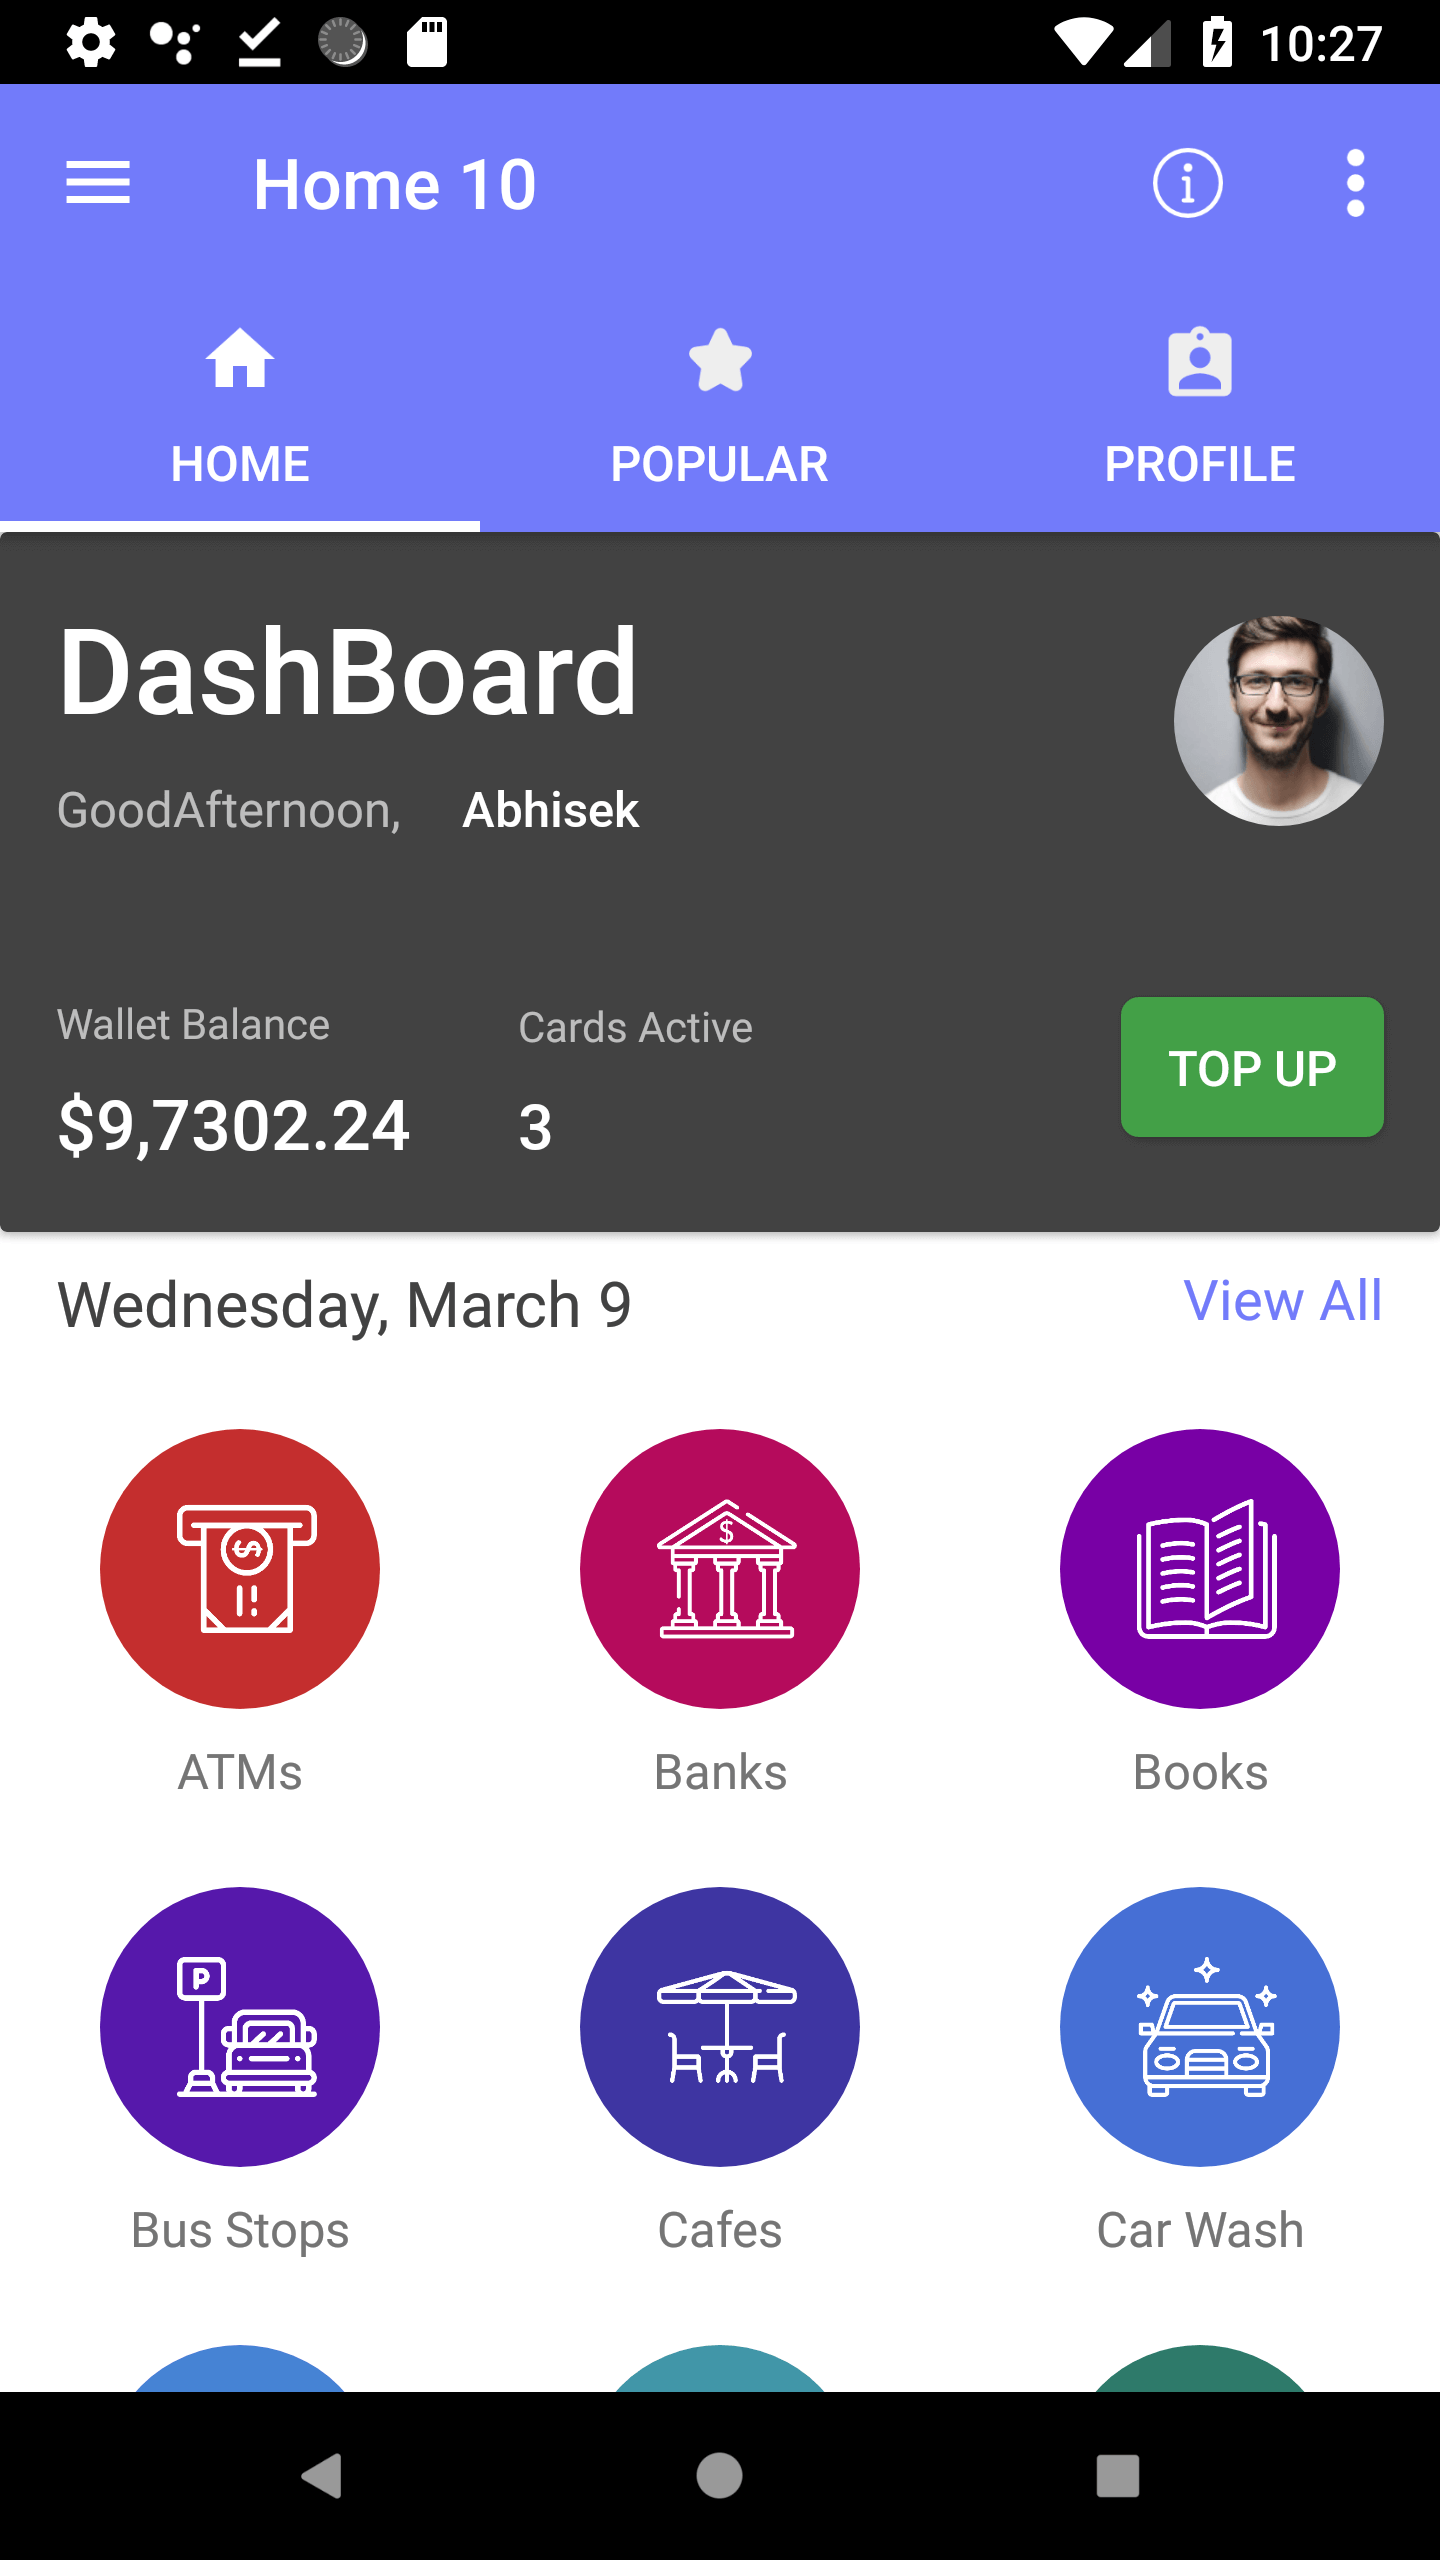 10:27
Home 10
HOME
POPULAR
PROFILE
DashBoard
GoodAfternoon, Abhisek
Wallet Balance
Cards Active
$9,7302.24
3
TOP UP
Wednesday, March 9
View All
$
$
ATMs
Banks
Books
P
Bus Stops
Cafes
Car Wash